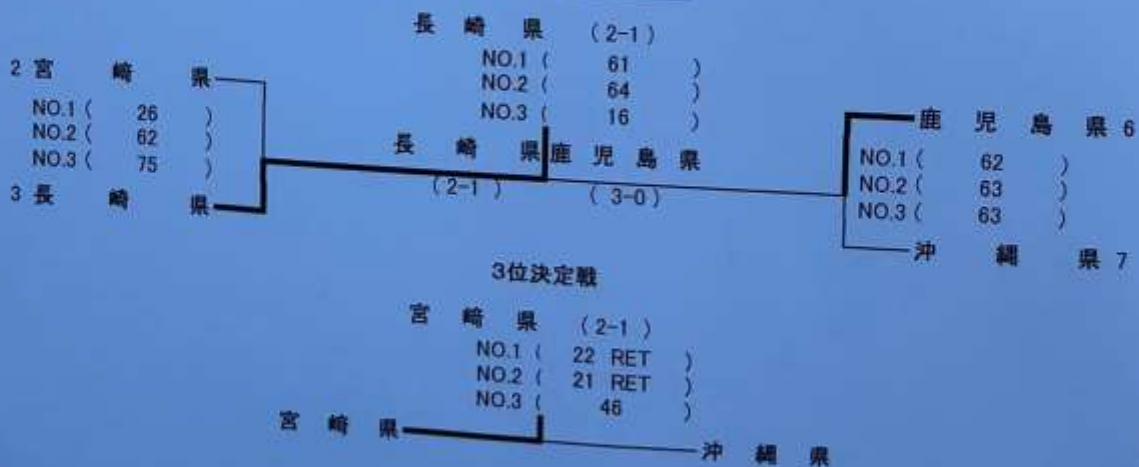 長崎県 (2-1)
NO.1 ( 61 )
NO.2 ( 64 )
NO.3 ( 16 )
2 宮崎県
NO.1 ( 26 )
NO.2 ( 62 )
NO.3 ( 75 )
3 長崎県
長崎県 鹿児島県
(2-1) (3-0)
鹿児島県 6
NO.1 ( 62 )
NO.2 ( 63 )
NO.3 ( 63 )
沖縄県 7
3位決定戦
宮崎県 (2-1)
NO.1 ( 22 RET )
NO.2 ( 21 RET )
NO.3 ( 46 )
宮崎県
沖縄県